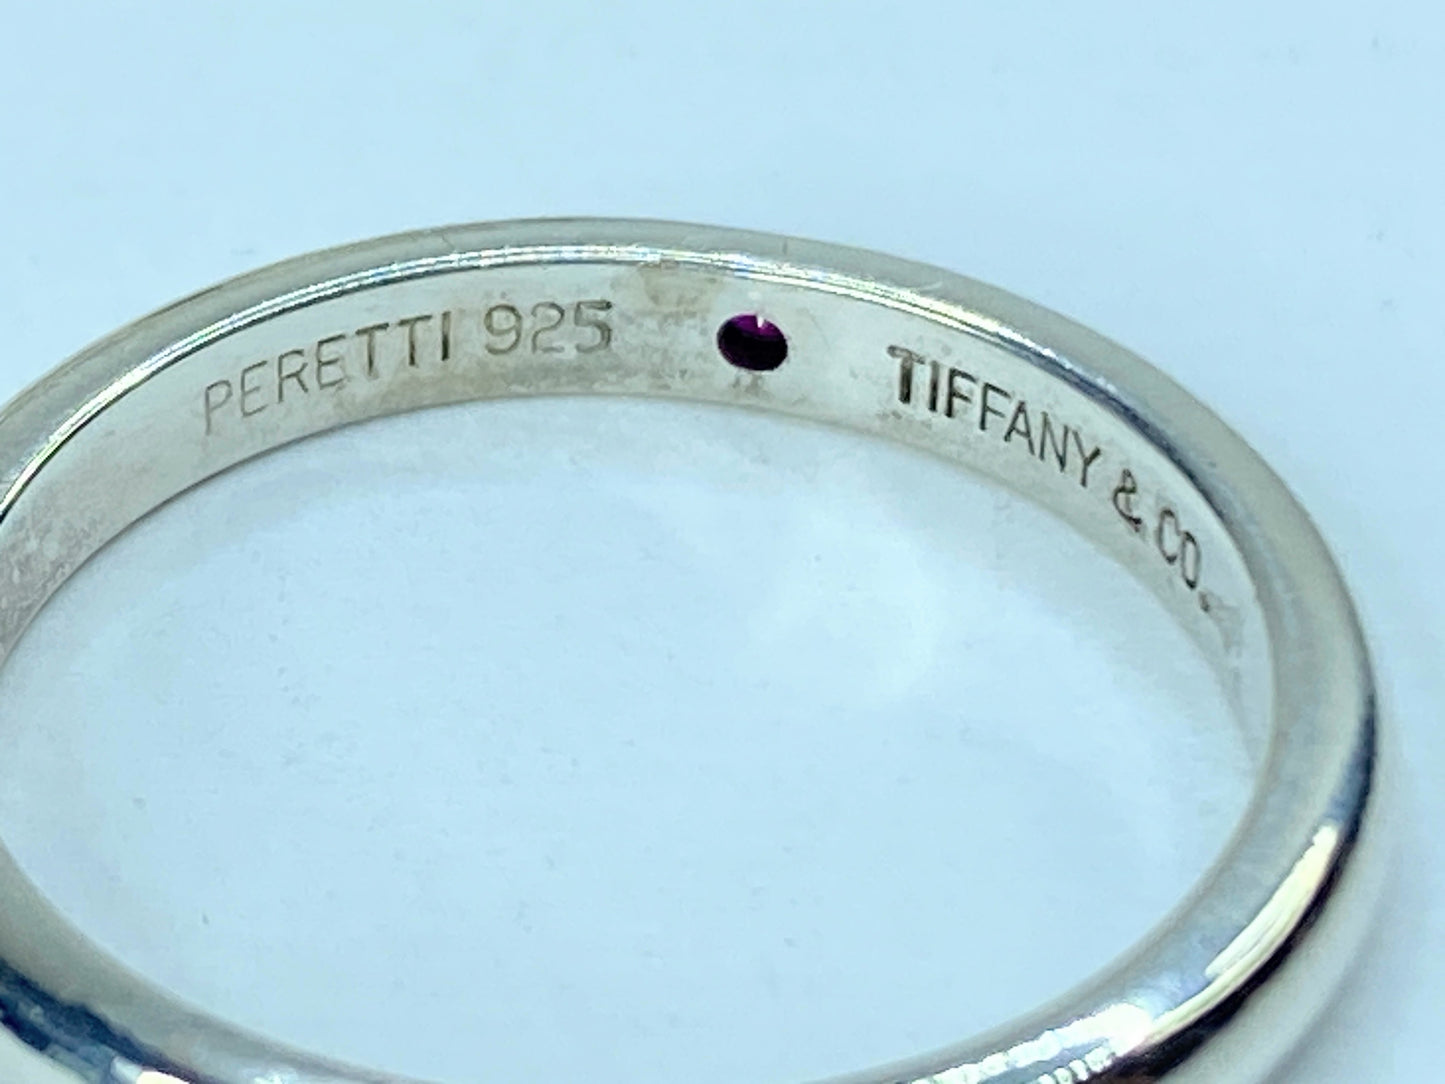 PERETTI 925 TIFFANY & CO.